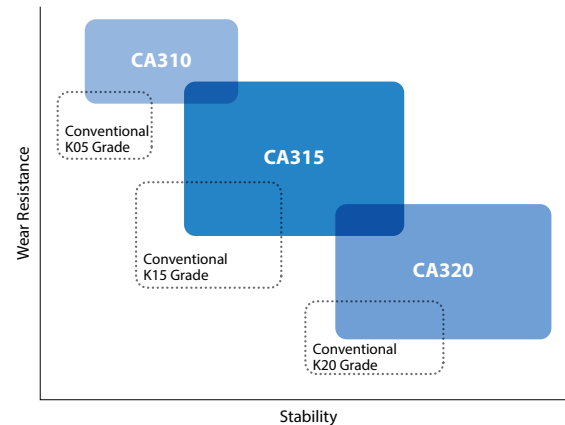 CA310
Conventional
K05 Grade
CA315
Wear Resistance
Conventional
K15 Grade
CA320
Conventional
K20 Grade
Stability